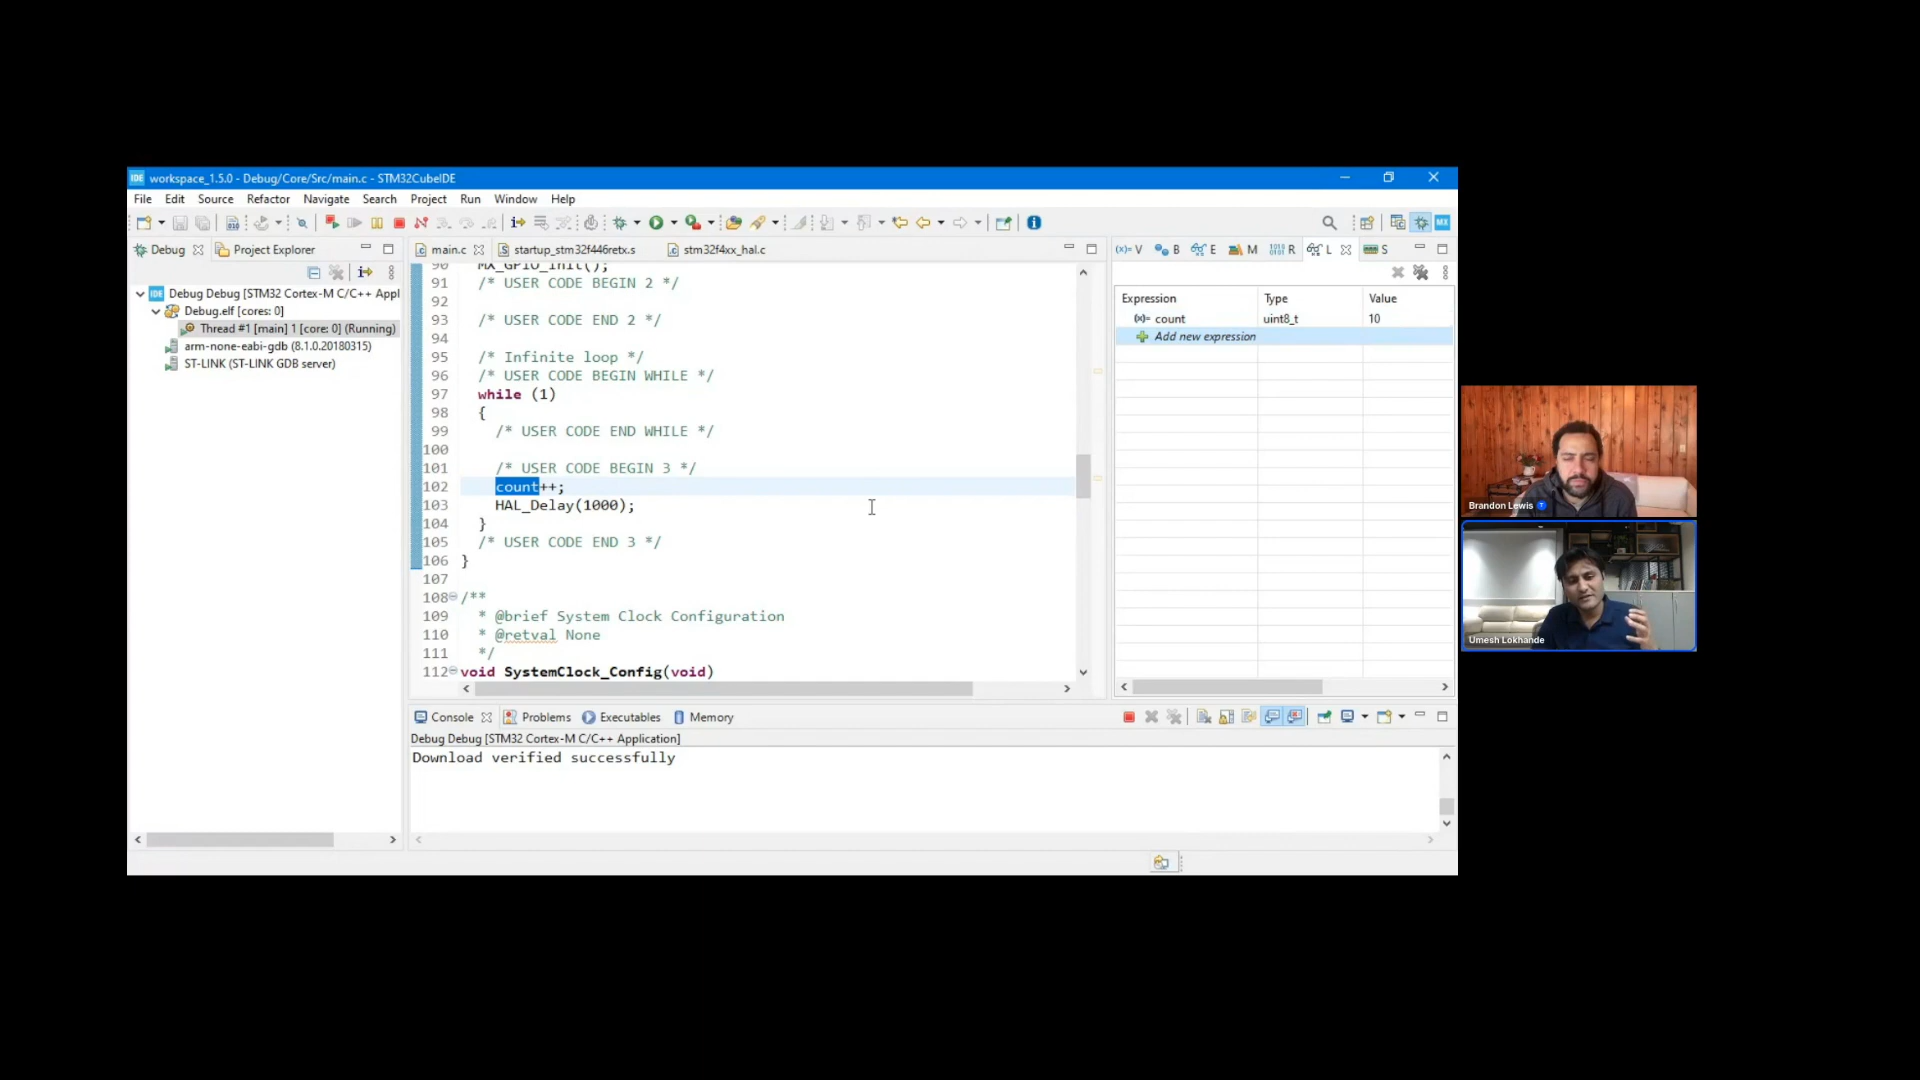 IDE workspace_1.5.0 - Debug/Core/Src/main.c - STM32CubeIDE
File Edit Source Refactor Navigate Search Project Run Window Help
MX
Debug Project Explorer
main.c startup_stm32f446retx.s stm32f4xx_hal.c
(x)= V B E M R L S
IDE Debug Debug [STM32 Cortex-M C/C++ Appl
Debug.elf [cores: 0]
Thread #1 [main] 1 [core: 0] (Running)
arm-none-eabi-gdb (8.1.0.20180315)
ST-LINK (ST-LINK GDB server)
90 MX_GPIO_Init();
91 /* USER CODE BEGIN 2 */
92
93 /* USER CODE END 2 */
94
95 /* Infinite loop */
96 /* USER CODE BEGIN WHILE */
97 while (1)
98 {
99 /* USER CODE END WHILE */
100
101 /* USER CODE BEGIN 3 */
102 count++;
103 HAL_Delay(1000);
104 }
105 /* USER CODE END 3 */
106 }
107
108 /**
109 * @brief System Clock Configuration
110 * @retval None
111 */
112 void SystemClock_Config(void)
Expression Type Value
(x)= count uint8_t 10
Add new expression
Console Problems Executables Memory
Debug Debug [STM32 Cortex-M C/C++ Application]
Download verified successfully
Brandon Lewis
Umesh Lokhande